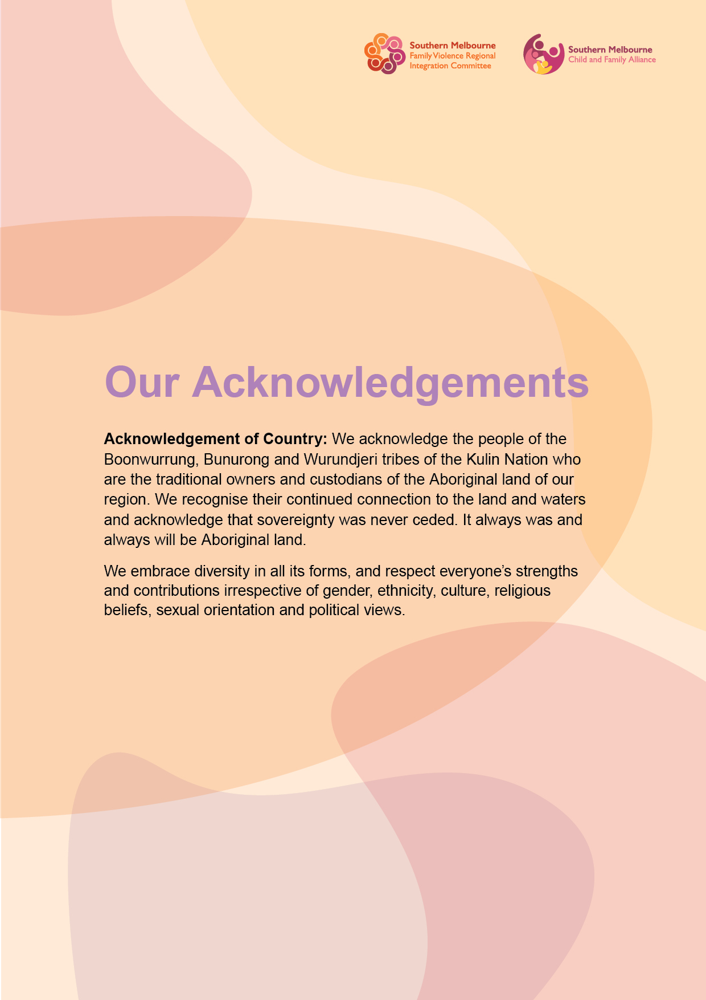 Southern Melbourne
Family Violence Regional
Integration Committee
Southern Melbourne
Child and Family Alliance
Our Acknowledgements
Acknowledgement of Country: We acknowledge the people of the
Boonwurrung, Bunurong and Wurundjeri tribes of the Kulin Nation who
are the traditional owners and custodians of the Aboriginal land of our
region. We recognise their continued connection to the land and waters
and acknowledge that sovereignty was never ceded. It always was and
always will be Aboriginal land.
We embrace diversity in all its forms, and respect everyone’s strengths
and contributions irrespective of gender, ethnicity, culture, religious
beliefs, sexual orientation and political views.